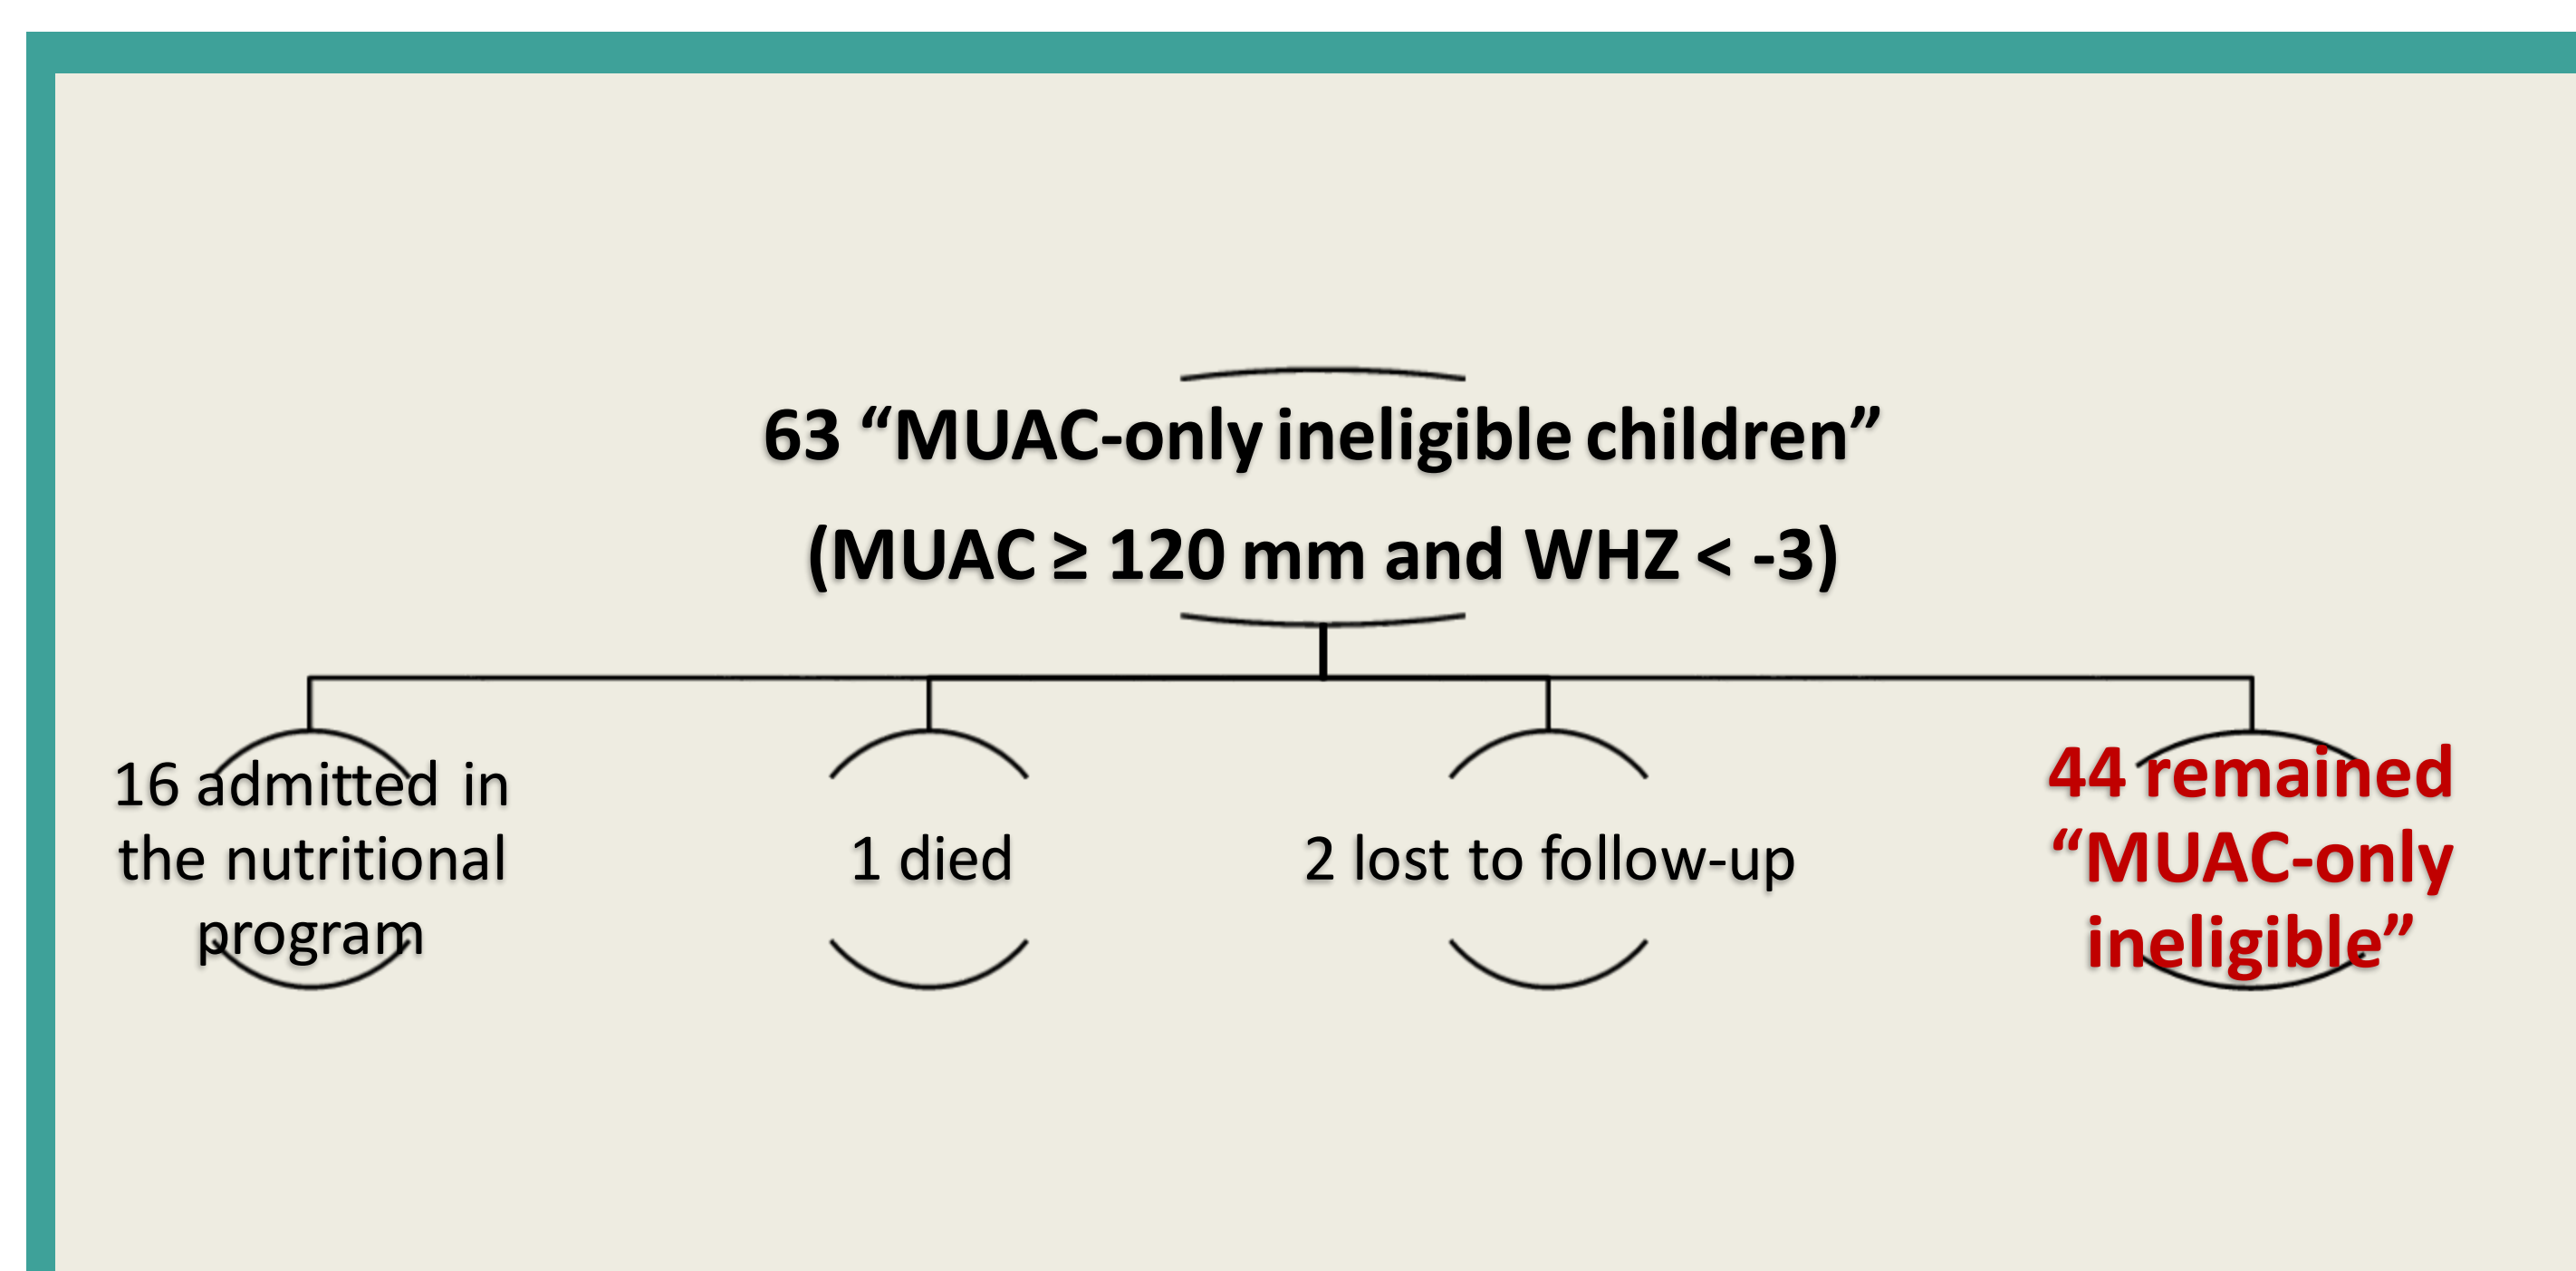 63 “MUAC-only ineligible children”
(MUAC ≥ 120 mm and WHZ < -3)
16 admitted in
the nutritional
program
1 died
2 lost to follow-up
44 remained
“MUAC-only
ineligible”